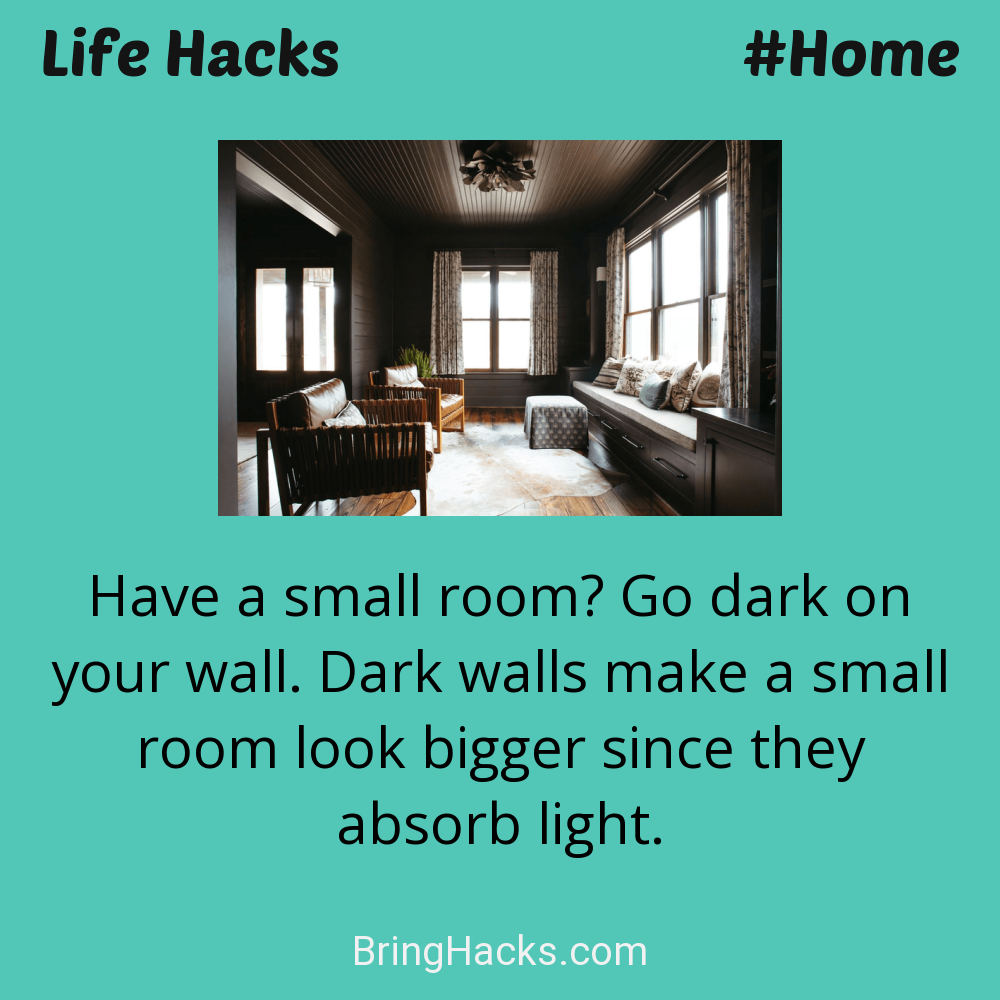 Life Hacks
#Home
Have a small room? Go dark on
your wall. Dark walls make a small
room look bigger since they
absorb light.
BringHacks.com